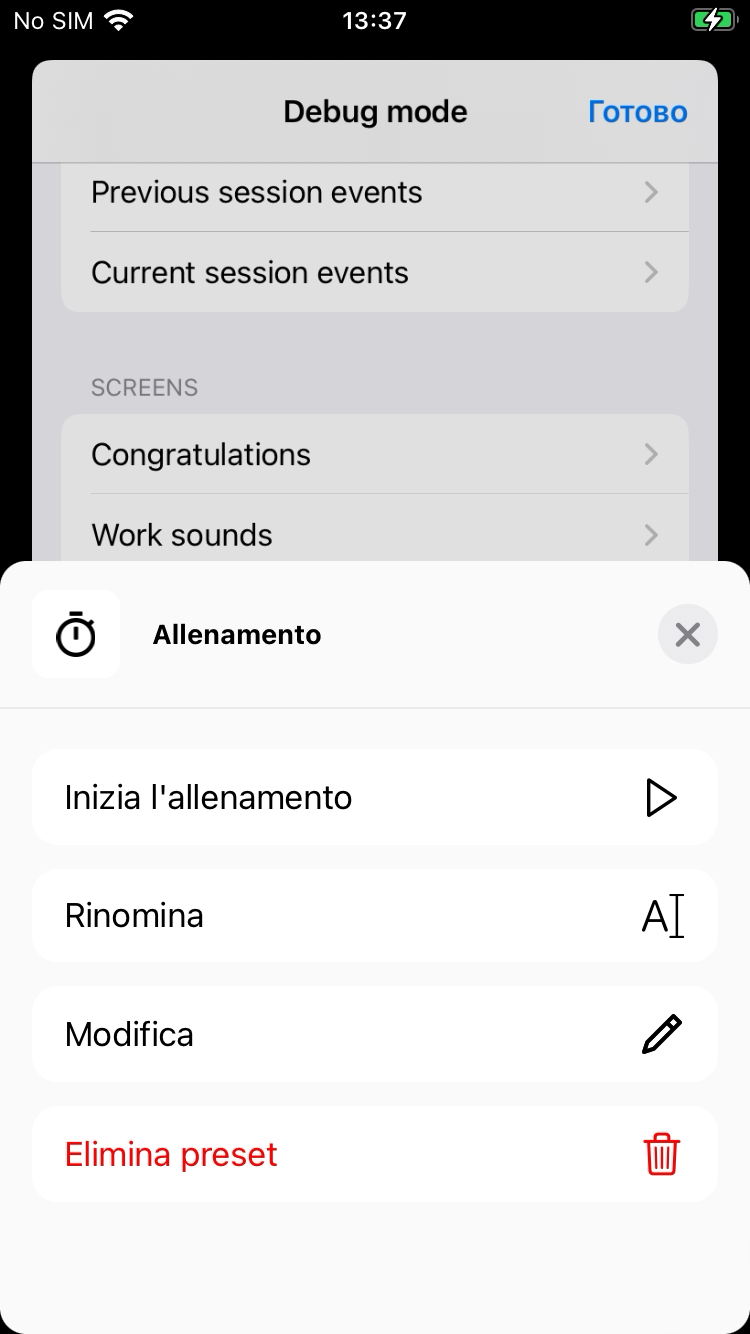 No SIM 13:37
Debug mode Готово
Previous session events
Current session events
SCREENS
Congratulations
Work sounds
Allenamento
Inizia l'allenamento
Rinomina
Modifica
Elimina preset